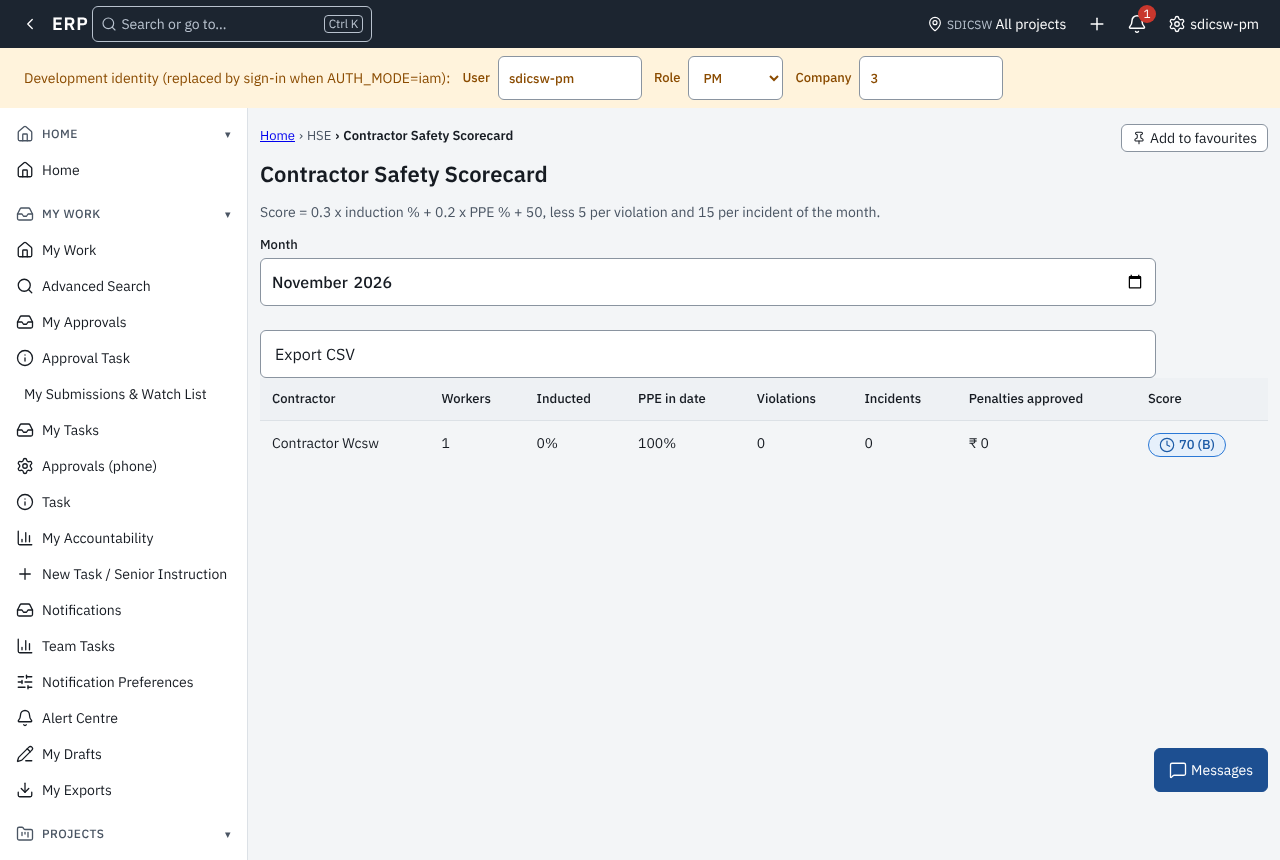 ERP Search or go to... Ctrl K SDICSW All projects 1 sdicsw-pm
Development identity (replaced by sign-in when AUTH_MODE=iam): User sdicsw-pm Role PM Company 3
HOME
Home
MY WORK
My Work
Advanced Search
My Approvals
Approval Task
My Submissions & Watch List
My Tasks
Approvals (phone)
Task
My Accountability
New Task / Senior Instruction
Notifications
Team Tasks
Notification Preferences
Alert Centre
My Drafts
My Exports
PROJECTS
Home › HSE › Contractor Safety Scorecard
Add to favourites
Contractor Safety Scorecard
Score = 0.3 x induction % + 0.2 x PPE % + 50, less 5 per violation and 15 per incident of the month.
Month
November 2026
Export CSV
Contractor Workers Inducted PPE in date Violations Incidents Penalties approved Score
Contractor Wcsw 1 0% 100% 0 0 ₹ 0 70 (B)
Messages